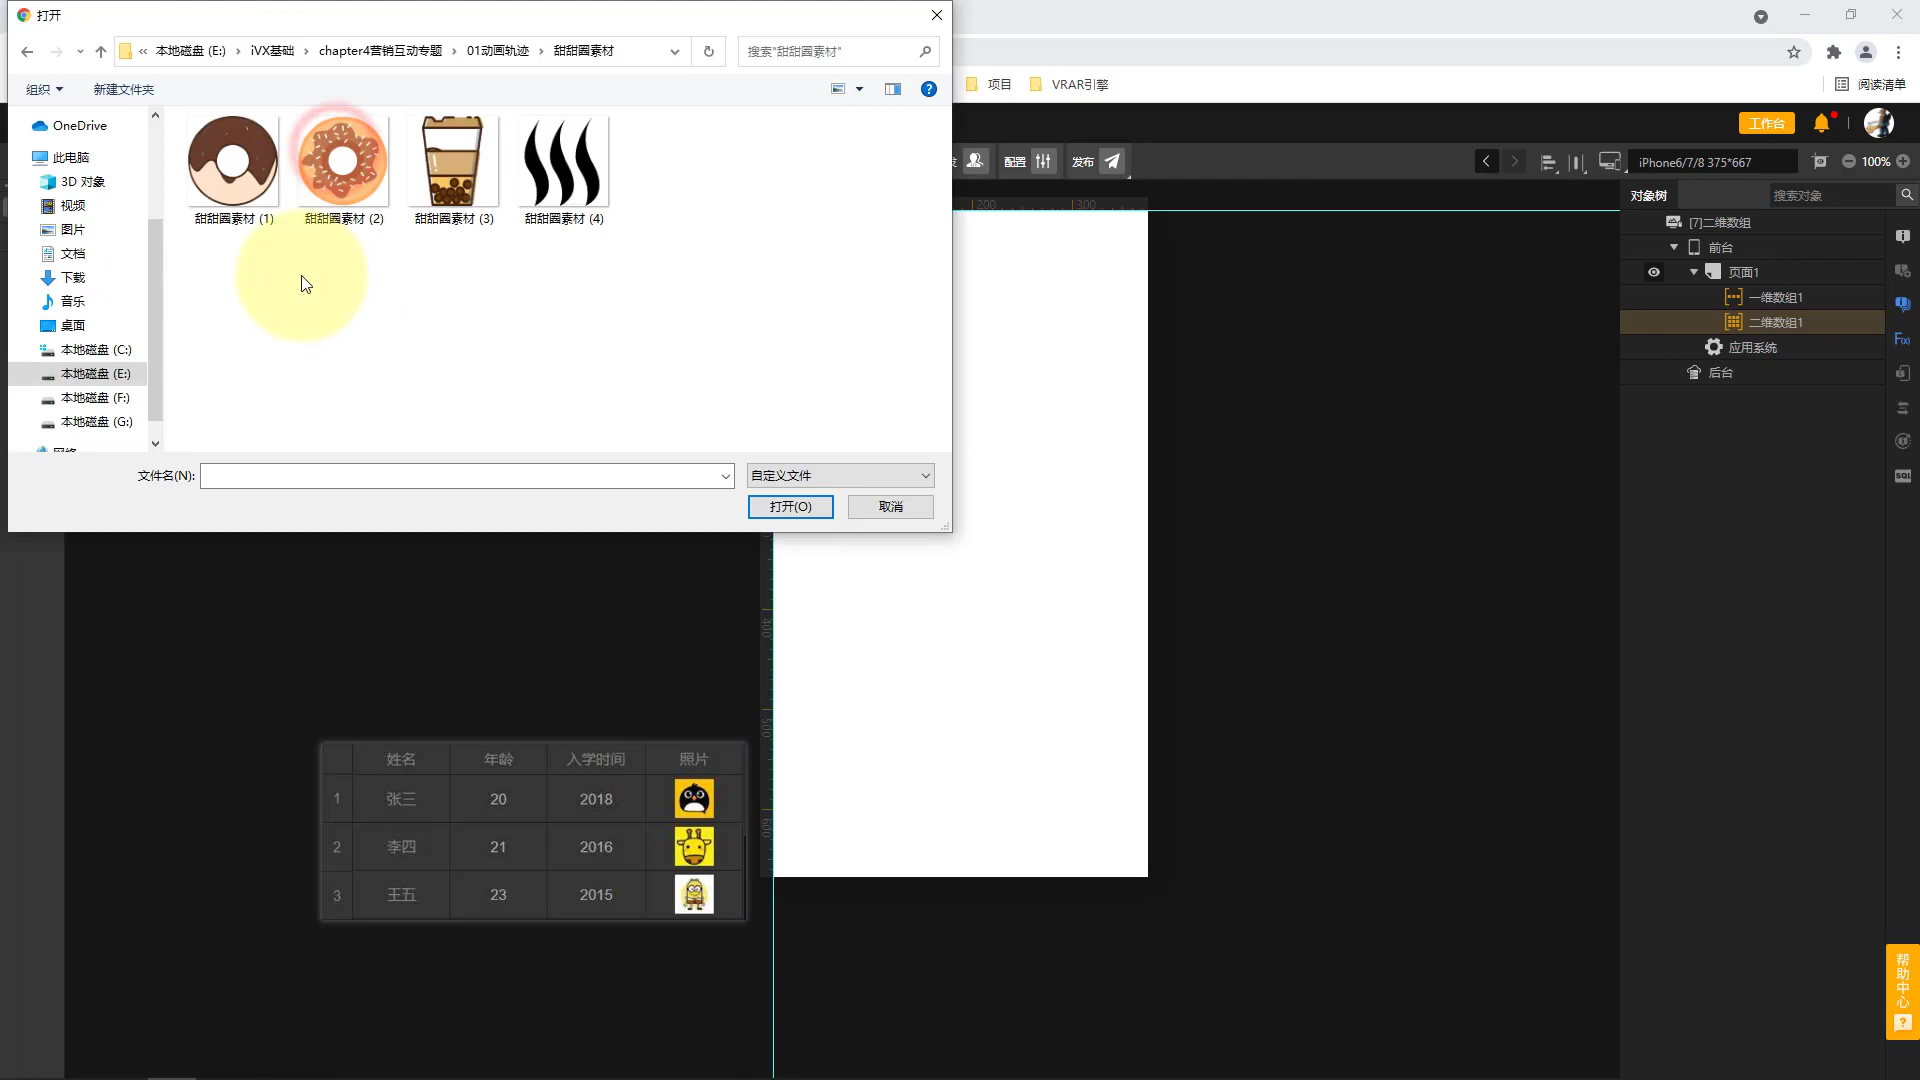 打开
« 本地磁盘 (E:) › iVX基础 › chapter4营销互动专题 › 01动画轨迹 › 甜甜圈素材
搜索"甜甜圈素材"
组织
新建文件夹
OneDrive
此电脑
3D 对象
视频
图片
文档
下载
音乐
桌面
本地磁盘 (C:)
本地磁盘 (E:)
本地磁盘 (F:)
本地磁盘 (G:)
甜甜圈素材 (1)
甜甜圈素材 (2)
甜甜圈素材 (3)
甜甜圈素材 (4)
文件名(N):
自定义文件
打开(O)
取消
项目
VRAR引擎
阅读清单
工作台
配置
发布
iPhone6/7/8 375*667
100%
200
300
400
500
600
对象树
搜索对象
[7]二维数组
前台
页面1
一维数组1
二维数组1
应用系统
后台
F(x)
SQL
姓名 年龄 入学时间 照片
1 张三 20 2018
2 李四 21 2016
3 王五 23 2015
帮助中心
?